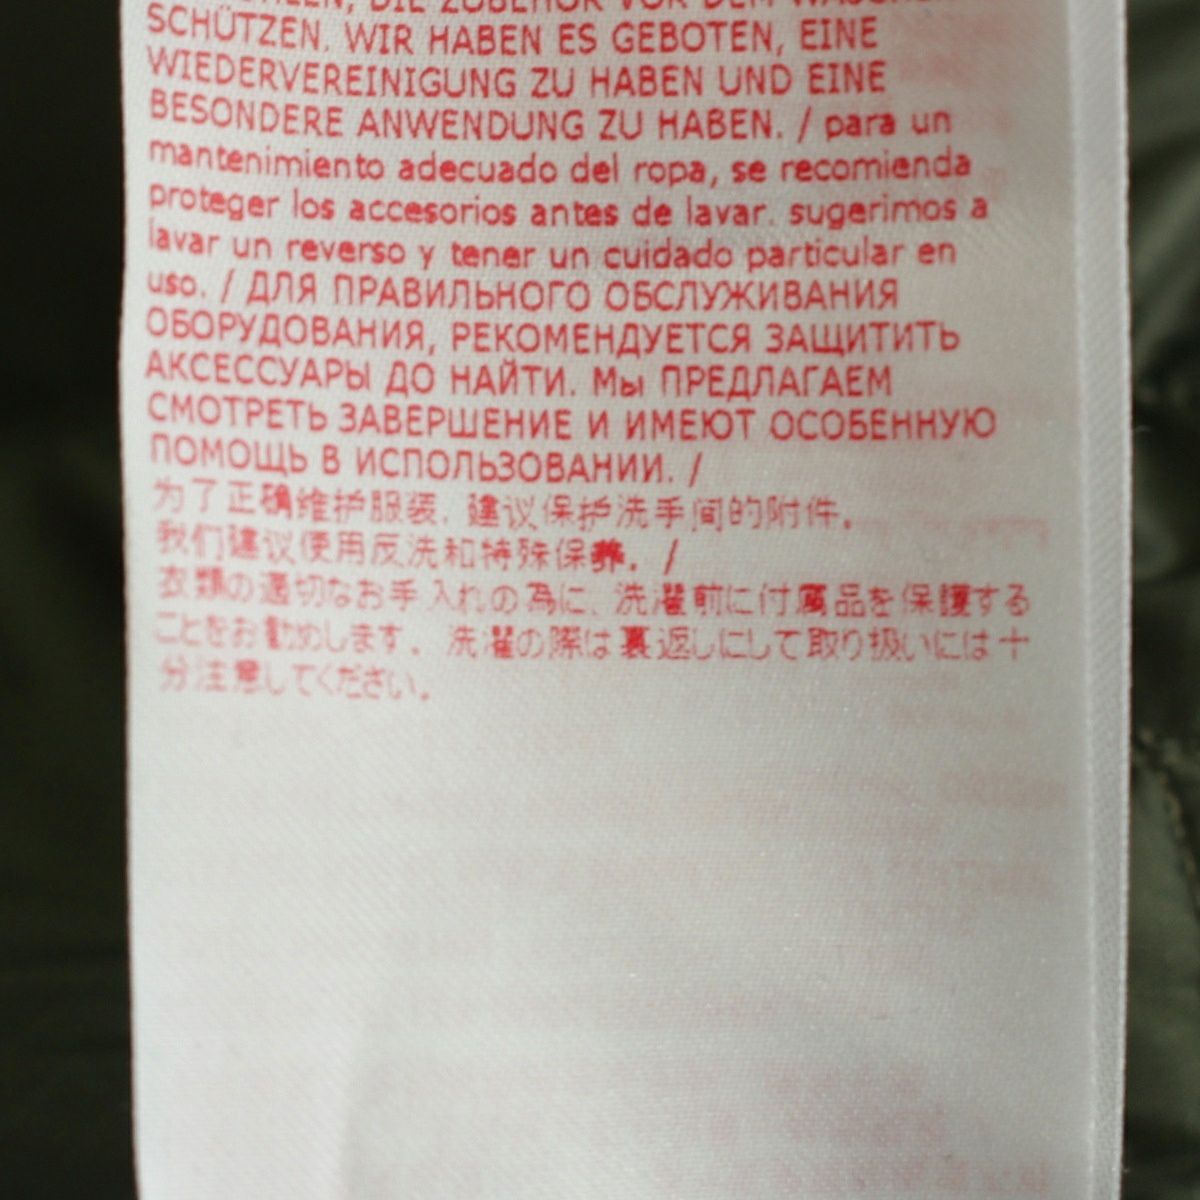 DIE ZUBEHÖR VOR DEM WASCHEN
SCHÜTZEN. WIR HABEN ES GEBOTEN, EINE
WIEDERVEREINIGUNG ZU HABEN UND EINE
BESONDERE ANWENDUNG ZU HABEN. / para un
mantenimiento adecuado del ropa, se recomienda
proteger los accesorios antes de lavar. sugerimos a
lavar un reverso y tener un cuidado particular en
uso. / ДЛЯ ПРАВИЛЬНОГО ОБСЛУЖИВАНИЯ
ОБОРУДОВАНИЯ, РЕКОМЕНДУЕТСЯ ЗАЩИТИТЬ
АКСЕССУАРЫ ДО НАЙТИ. Мы ПРЕДЛАГАЕМ
СМОТРЕТЬ ЗАВЕРШЕНИЕ И ИМЕЮТ ОСОБЕННУЮ
ПОМОЩЬ В ИСПОЛЬЗОВАНИИ. /
为了正确维护服装, 建议保护洗手间的附件。
我们建议使用反洗和特殊保养。 /
衣類の適切なお手入れの為に、洗濯前に付属品を保護する
ことをお勧めします。洗濯の際は裏返しにして取り扱いには十
分注意してください。